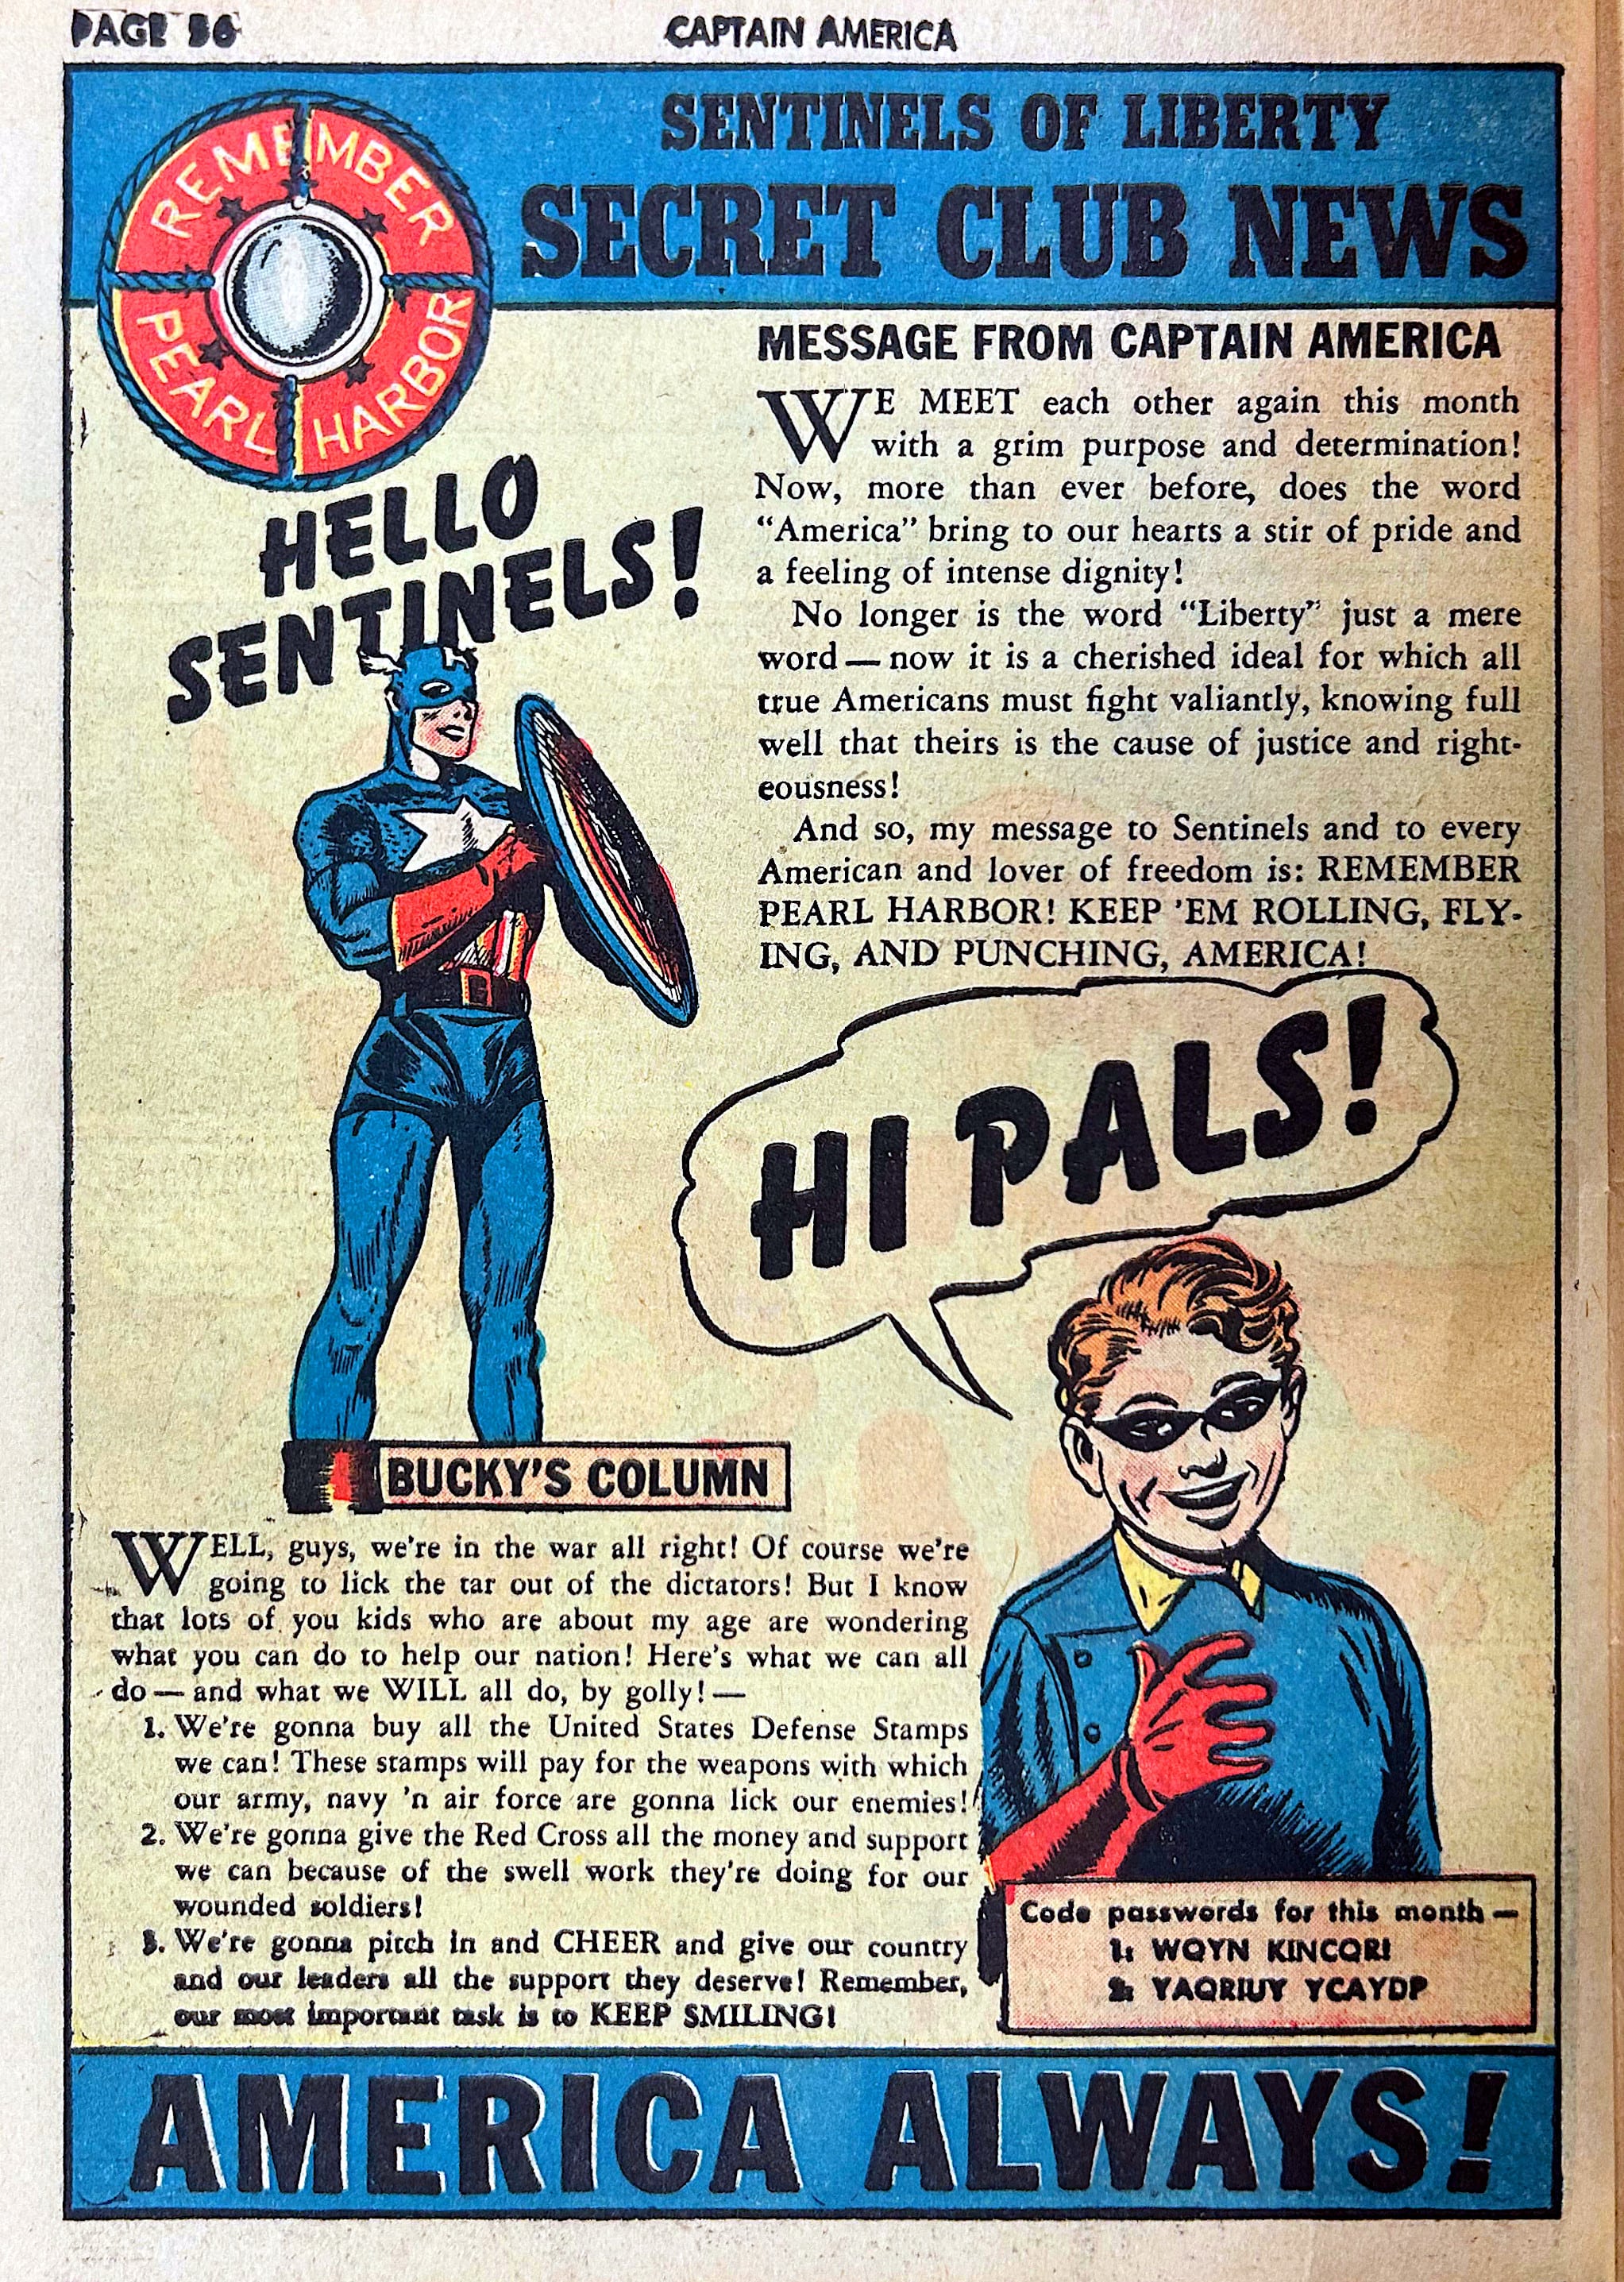 PAGE 56
CAPTAIN AMERICA
SENTINELS OF LIBERTY
SECRET CLUB NEWS
REMEMBER
PEARL HARBOR
HELLO
SENTINELS!
MESSAGE FROM CAPTAIN AMERICA
WE MEET each other again this month
with a grim purpose and determination!
Now, more than ever before, does the word
“America” bring to our hearts a stir of pride and
a feeling of intense dignity!
No longer is the word “Liberty” just a mere
word — now it is a cherished ideal for which all
true Americans must fight valiantly, knowing full
well that theirs is the cause of justice and right-
eousness!
And so, my message to Sentinels and to every
American and lover of freedom is: REMEMBER
PEARL HARBOR! KEEP 'EM ROLLING, FLY-
ING, AND PUNCHING, AMERICA!
HI PALS!
BUCKY'S COLUMN
WELL, guys, we're in the war all right! Of course we're
going to lick the tar out of the dictators! But I know
that lots of you kids who are about my age are wondering
what you can do to help our nation! Here's what we can all
do — and what we WILL all do, by golly! —
1. We're gonna buy all the United States Defense Stamps
we can! These stamps will pay for the weapons with which
our army, navy 'n air force are gonna lick our enemies!
2. We're gonna give the Red Cross all the money and support
we can because of the swell work they're doing for our
wounded soldiers!
3. We're gonna pitch in and CHEER and give our country
and our leaders all the support they deserve! Remember,
our most important task is to KEEP SMILING!
Code passwords for this month —
1: WQYN KINCQR!
2: YAQRIUY YCAYDP
AMERICA ALWAYS!